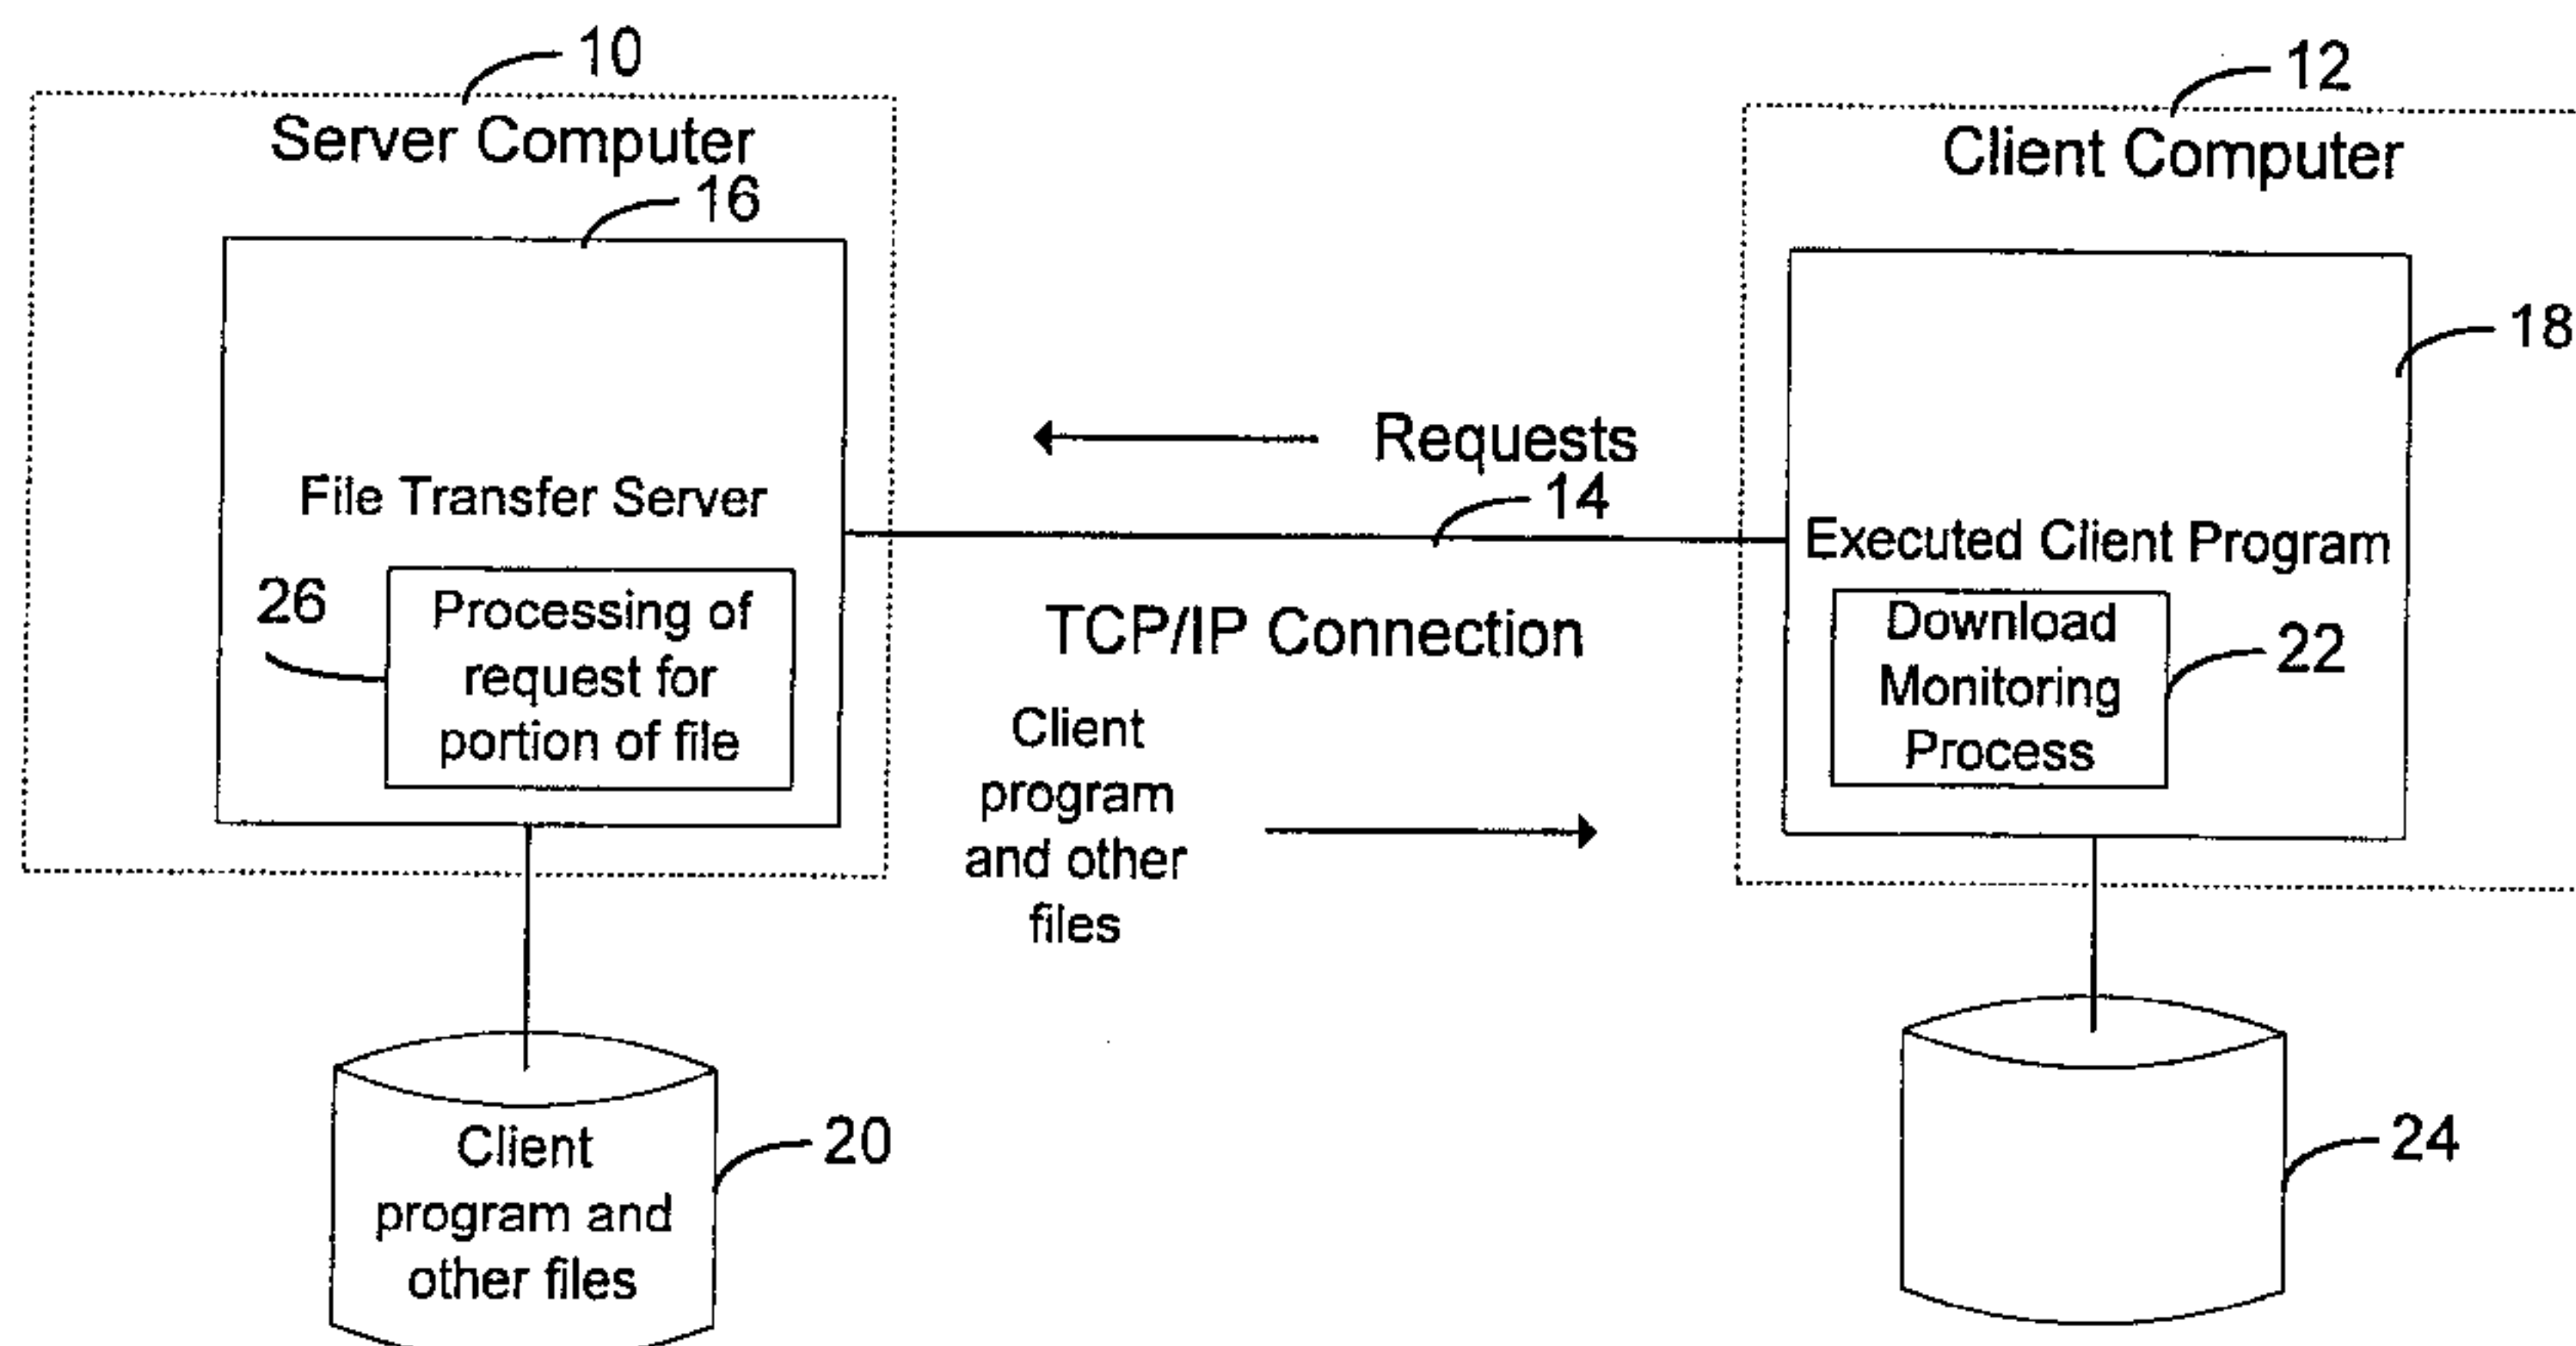 10
Server Computer
16
File Transfer Server
26
Processing of
request for
portion of file
Client
program and
other files
20
Requests
14
TCP/IP Connection
Client
program
and other
files
12
Client Computer
18
Executed Client Program
Download
Monitoring
Process
22
24